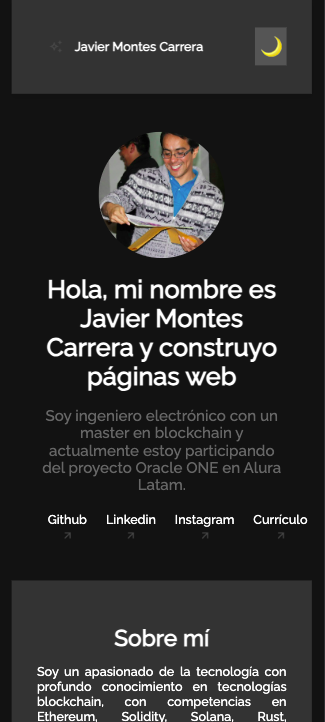 Javier Montes Carrera
Hola, mi nombre es
Javier Montes
Carrera y construyo
páginas web
Soy ingeniero electrónico con un
master en blockchain y
actualmente estoy participando
del proyecto Oracle ONE en Alura
Latam.
Github Linkedin Instagram Currículo
Sobre mí
Soy un apasionado de la tecnología con
profundo conocimiento en tecnologías
blockchain, con competencias en
Ethereum, Solidity, Solana, Rust,